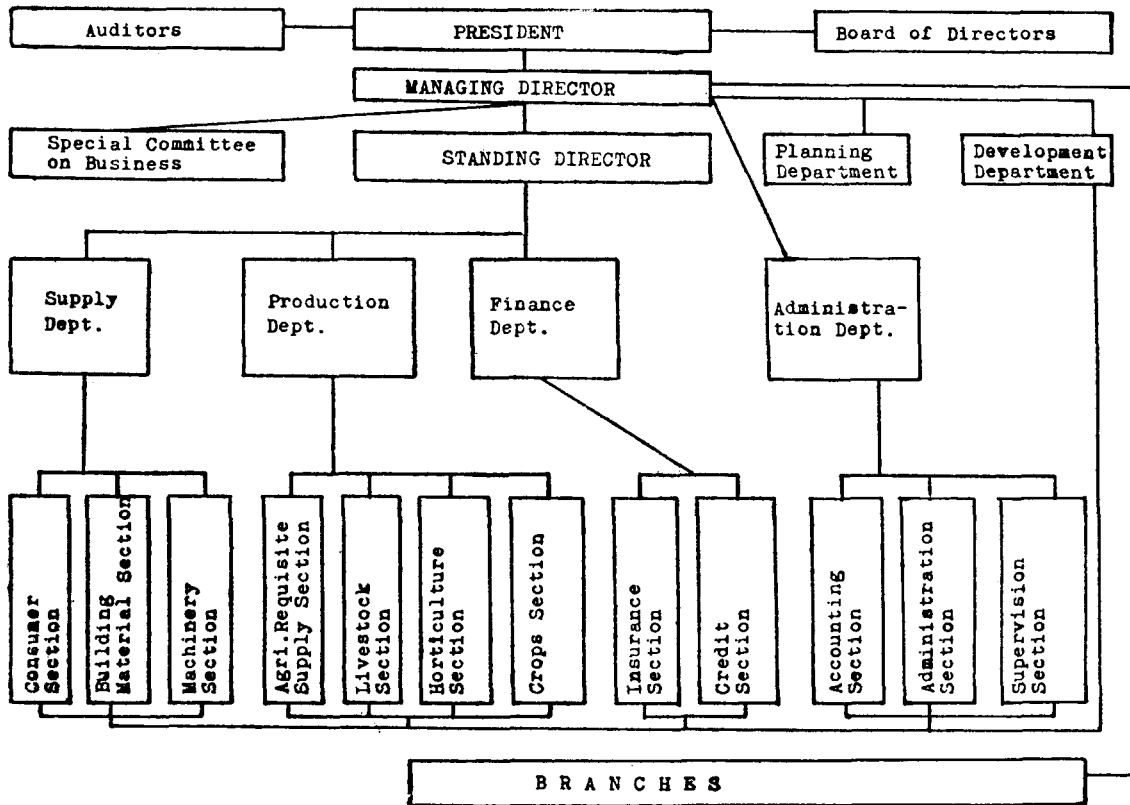 Auditors
PRESIDENT
Board of Directors
MANAGING DIRECTOR
Special Committee
on Business
STANDING DIRECTOR
Planning
Department
Development
Department
Supply
Dept.
Production
Dept.
Finance
Dept.
Administra-
tion Dept.
Consumer
Section
Building
Material Section
Machinery
Section
Agri.Requisite
Supply Section
Livestock
Section
Horticulture
Section
Crops Section
Insurance
Section
Credit
Section
Accounting
Section
Administration
Section
Supervision
Section
BRANCHES